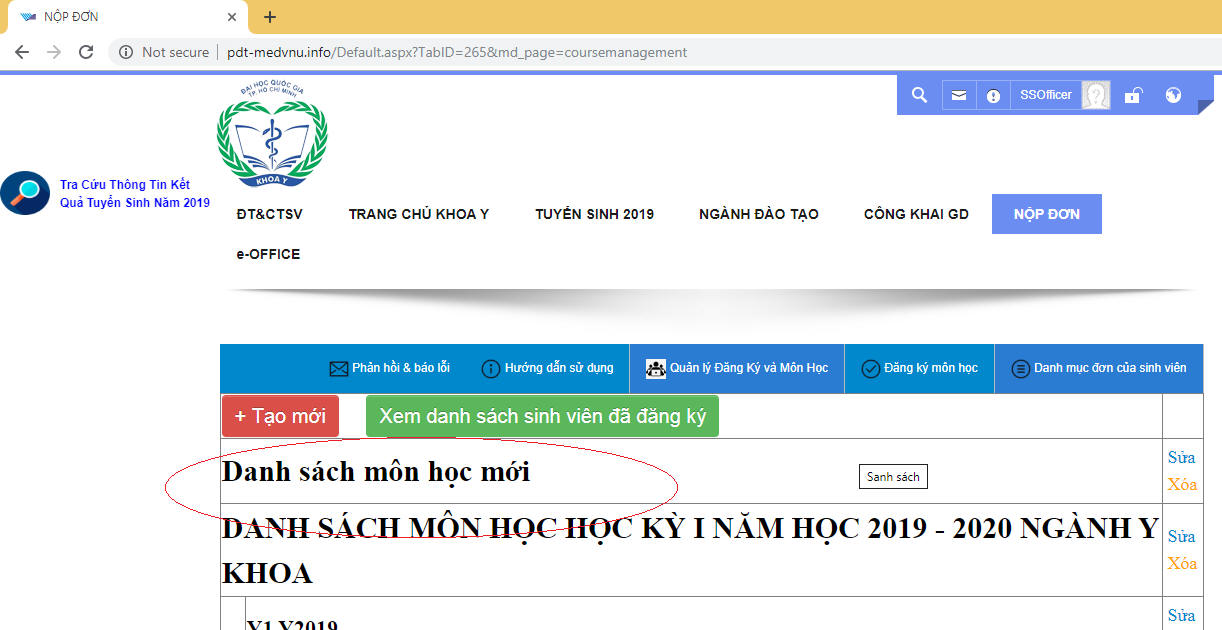 NỘP ĐƠN
Not secure
pdt-medvnu.info/Default.aspx?TabID=265&md_page=coursemanagement
ĐẠI HỌC QUỐC GIA
TP. HỒ CHÍ MINH
KHOA Y
SSOfficer
Tra Cứu Thông Tin Kết
Quả Tuyển Sinh Năm 2019
ĐT&CTSV
TRANG CHỦ KHOA Y
TUYỂN SINH 2019
NGÀNH ĐÀO TẠO
CÔNG KHAI GD
NỘP ĐƠN
e-OFFICE
Phản hồi & báo lỗi
Hướng dẫn sử dụng
Quản lý Đăng Ký và Môn Học
Đăng ký môn học
Danh mục đơn của sinh viên
+ Tạo mới
Xem danh sách sinh viên đã đăng ký
Danh sách môn học mới
Sanh sách
Sửa
Xóa
DANH SÁCH MÔN HỌC HỌC KỲ I NĂM HỌC 2019 - 2020 NGÀNH Y
KHOA
Sửa
Xóa
Y1 Y2019
Sửa